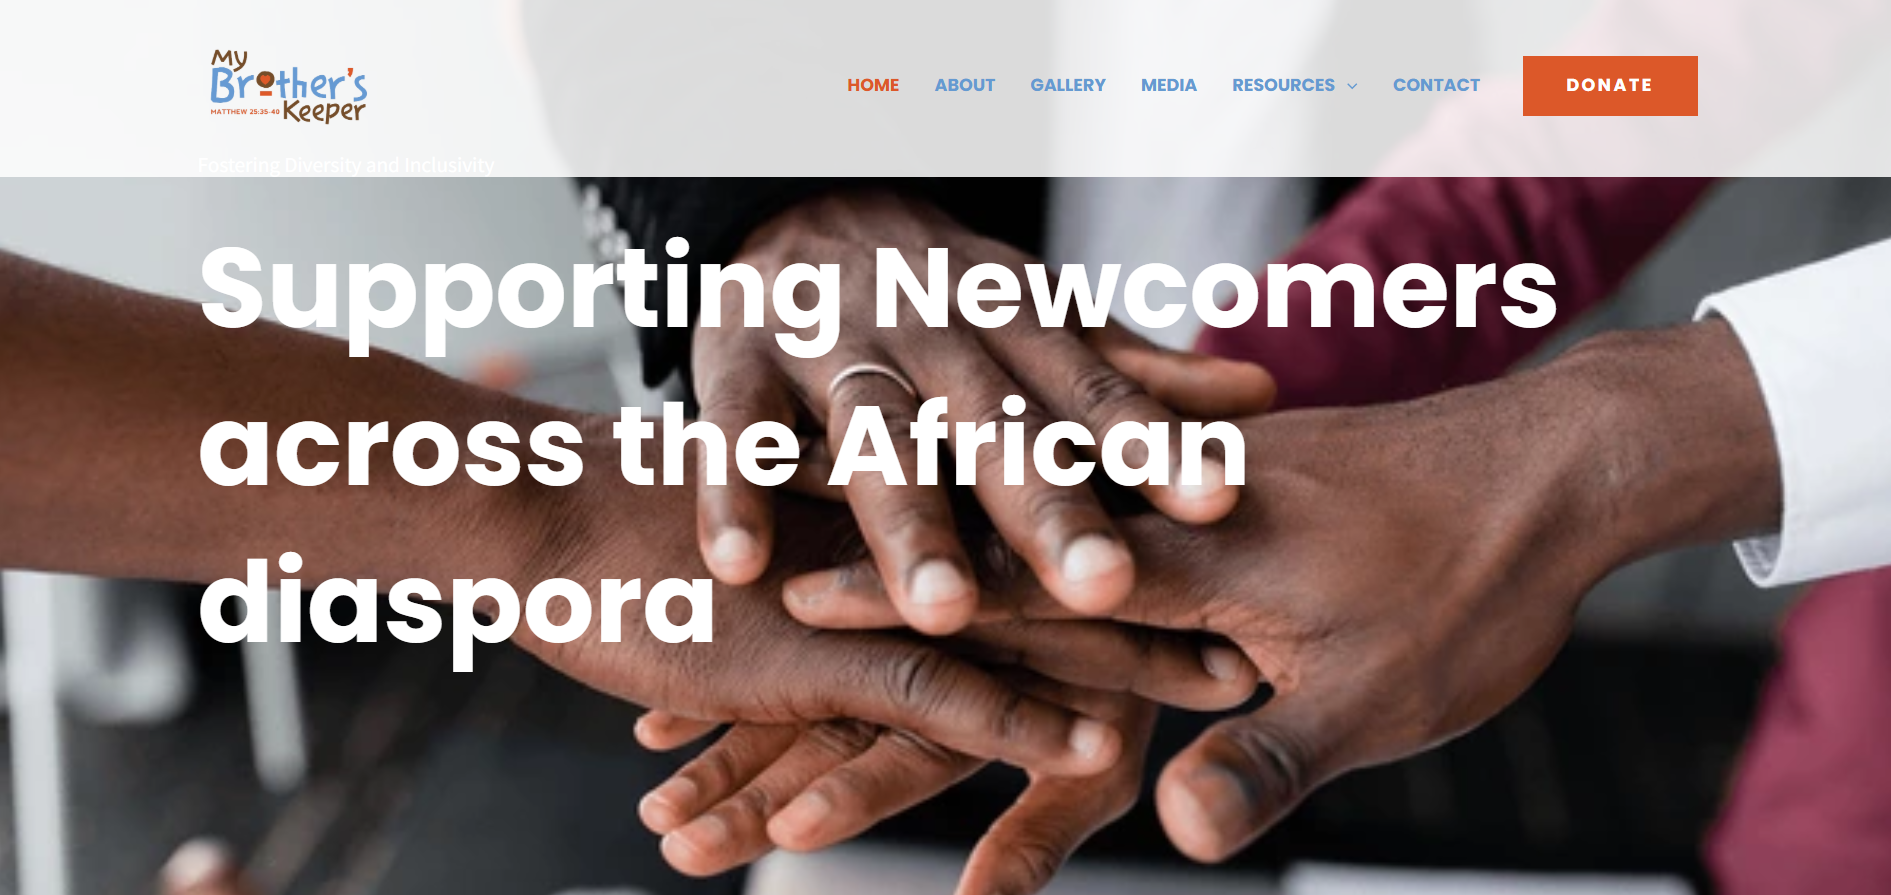 My
Brother's
MATTHEW 25:35-40 Keeper
HOME ABOUT GALLERY MEDIA RESOURCES CONTACT DONATE
Fostering Diversity and Inclusivity
Supporting Newcomers
across the African
diaspora